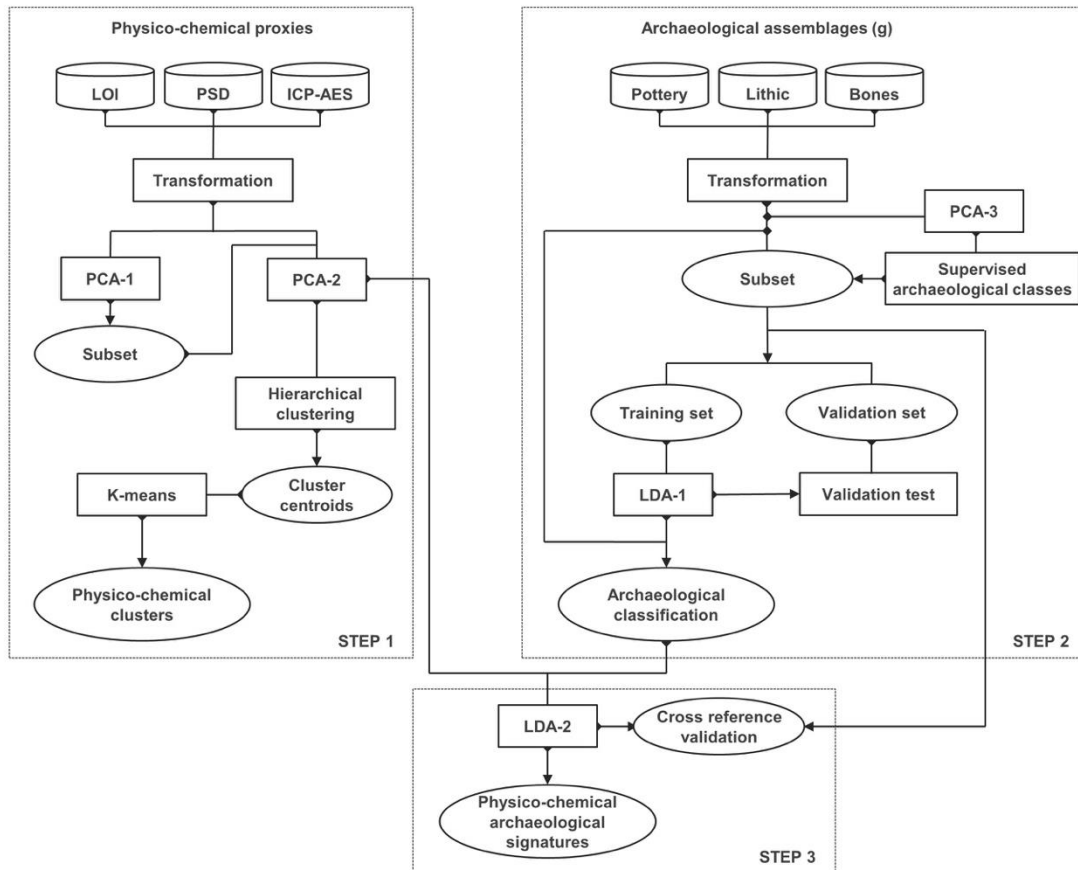 Physico-chemical proxies
LOI
PSD
ICP-AES
Transformation
PCA-1
PCA-2
Subset
Hierarchical
clustering
K-means
Cluster
centroids
Physico-chemical
clusters
STEP 1
Archaeological assemblages (g)
Pottery
Lithic
Bones
Transformation
PCA-3
Subset
Supervised
archaeological classes
Training set
Validation set
LDA-1
Validation test
Archaeological
classification
STEP 2
LDA-2
Cross reference
validation
Physico-chemical
archaeological
signatures
STEP 3